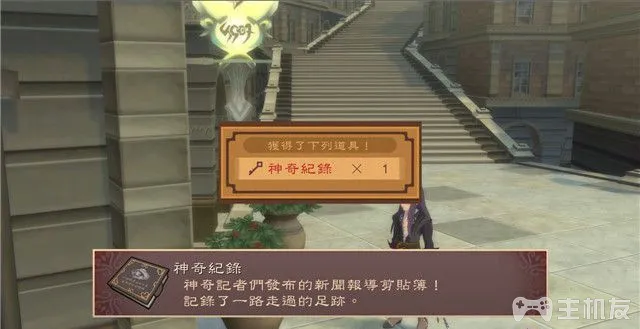 獲得了下列道具！
神奇紀錄 × 1
神奇紀錄
神奇記者們發布的新聞報導剪貼簿！
記錄了一路走過的足跡。
主机友